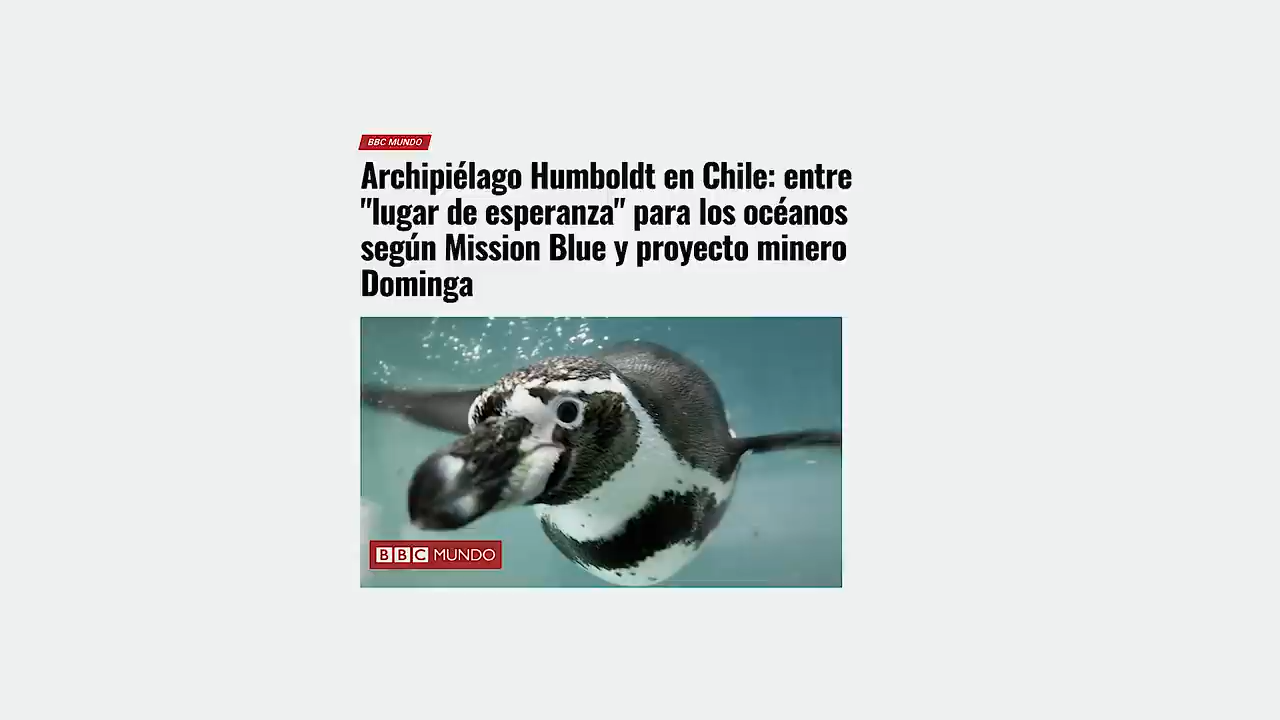 BBC MUNDO
Archipiélago Humboldt en Chile: entre
"lugar de esperanza" para los océanos
según Mission Blue y proyecto minero
Dominga
BBC MUNDO